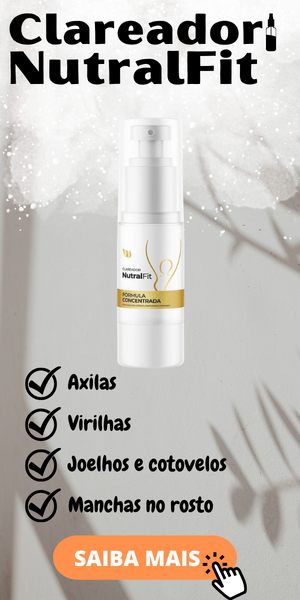 Clareador
NutralFit
CLAREADOR
NutralFit
FÓRMULA
CONCENTRADA
Axilas
Virilhas
Joelhos e cotovelos
Manchas no rosto
SAIBA MAIS